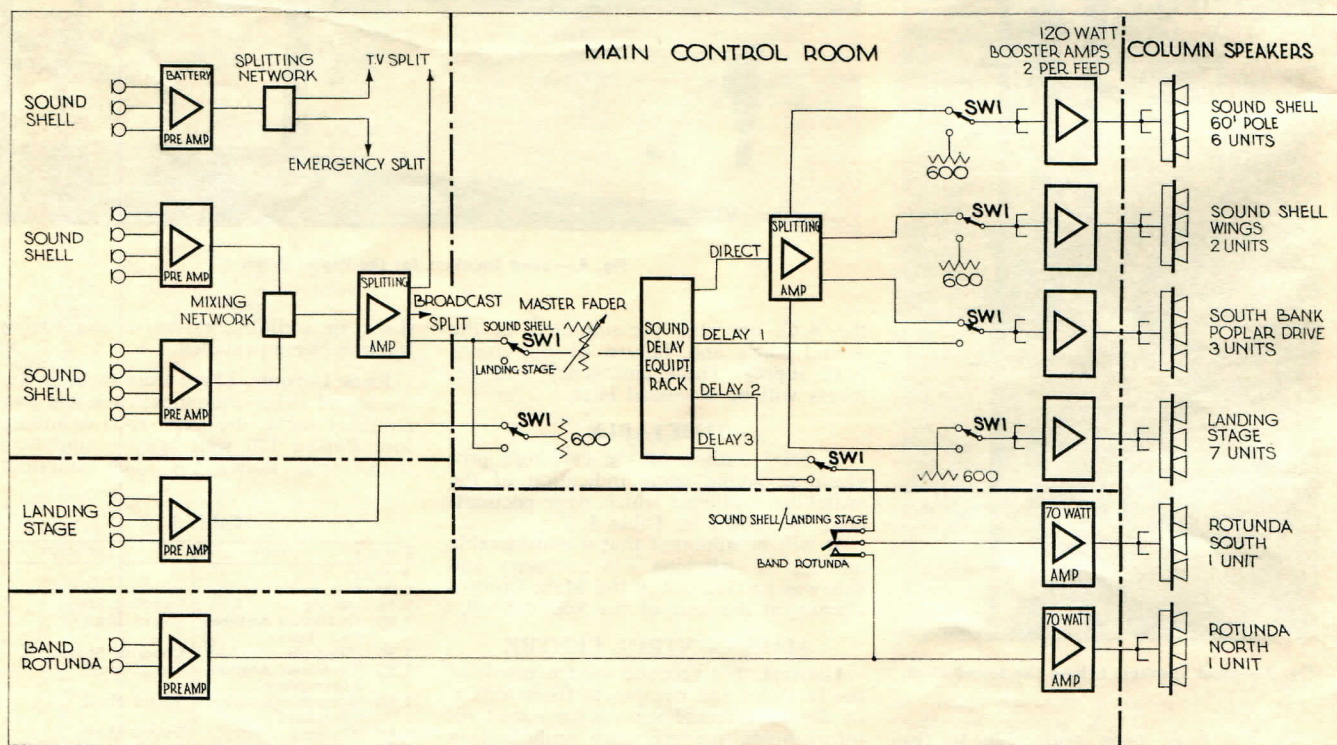 MAIN CONTROL ROOM
120 WATT
BOOSTER AMPS
2 PER FEED
COLUMN SPEAKERS
SOUND
SHELL
BATTERY
PRE AMP
SPLITTING
NETWORK
T.V SPLIT
EMERGENCY SPLIT
SOUND
SHELL
PRE AMP
MIXING
NETWORK
SOUND
SHELL
PRE AMP
SPLITTING
AMP
BROADCAST
SPLIT
SOUND SHELL
SW1
LANDING STAGE
MASTER FADER
SW1
600
SOUND
DELAY
EQUIPT
RACK
DIRECT
DELAY 1
DELAY 2
DELAY 3
SPLITTING
AMP
SW1
600
SW1
600
SW1
SW1
600
SW1
SOUND SHELL
60' POLE
6 UNITS
SOUND SHELL
WINGS
2 UNITS
SOUTH BANK
POPLAR DRIVE
3 UNITS
LANDING
STAGE
7 UNITS
LANDING
STAGE
PRE AMP
SOUND SHELL/LANDING STAGE
BAND ROTUNDA
70 WATT
AMP
ROTUNDA
SOUTH
1 UNIT
BAND
ROTUNDA
PRE AMP
70 WATT
AMP
ROTUNDA
NORTH
1 UNIT